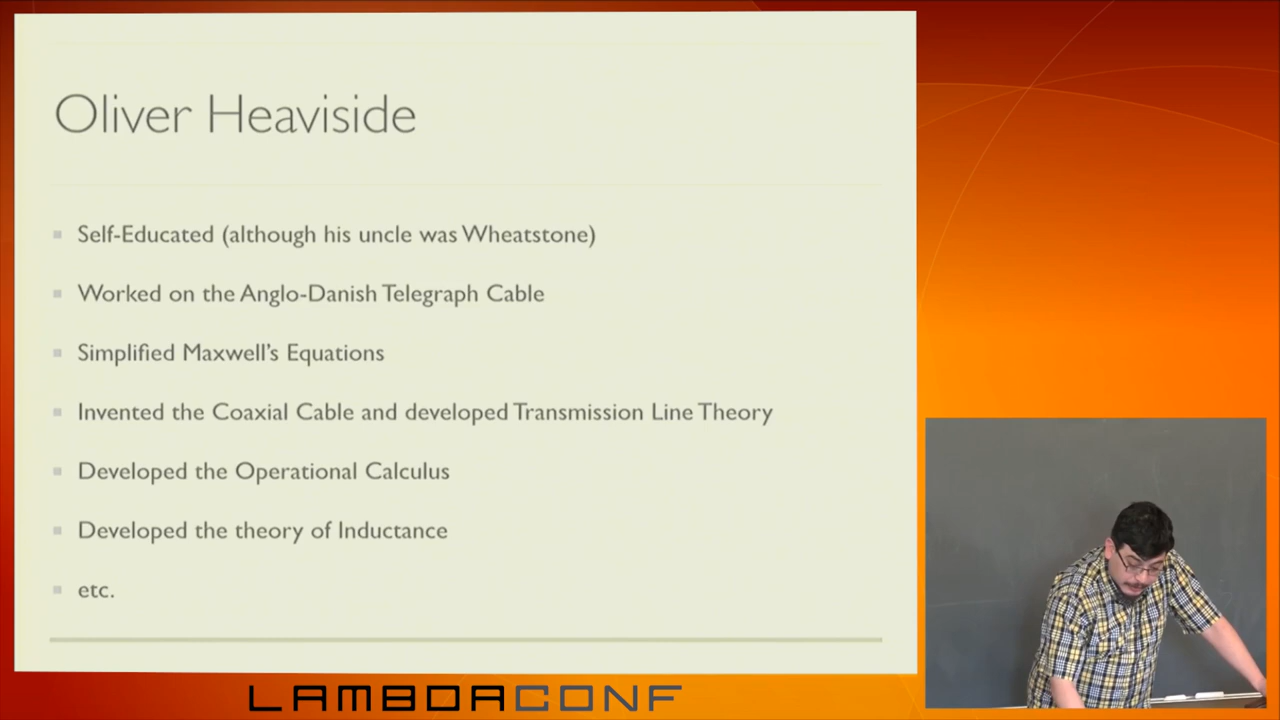 Oliver Heaviside
Self-Educated (although his uncle was Wheatstone)
Worked on the Anglo-Danish Telegraph Cable
Simplified Maxwell's Equations
Invented the Coaxial Cable and developed Transmission Line Theory
Developed the Operational Calculus
Developed the theory of Inductance
etc.
LAMBDACONF